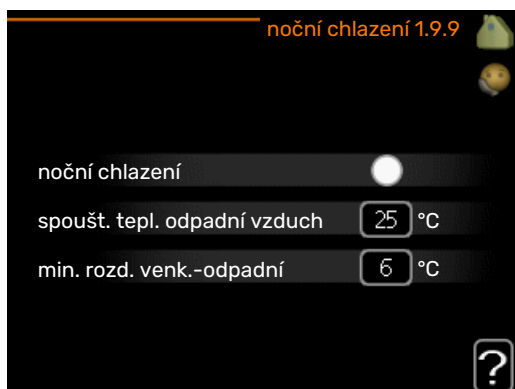 noční chlazení 1.9.9
noční chlazení
spoušt. tepl. odpadní vzduch 25 °C
min. rozd. venk.-odpadní 6 °C
?